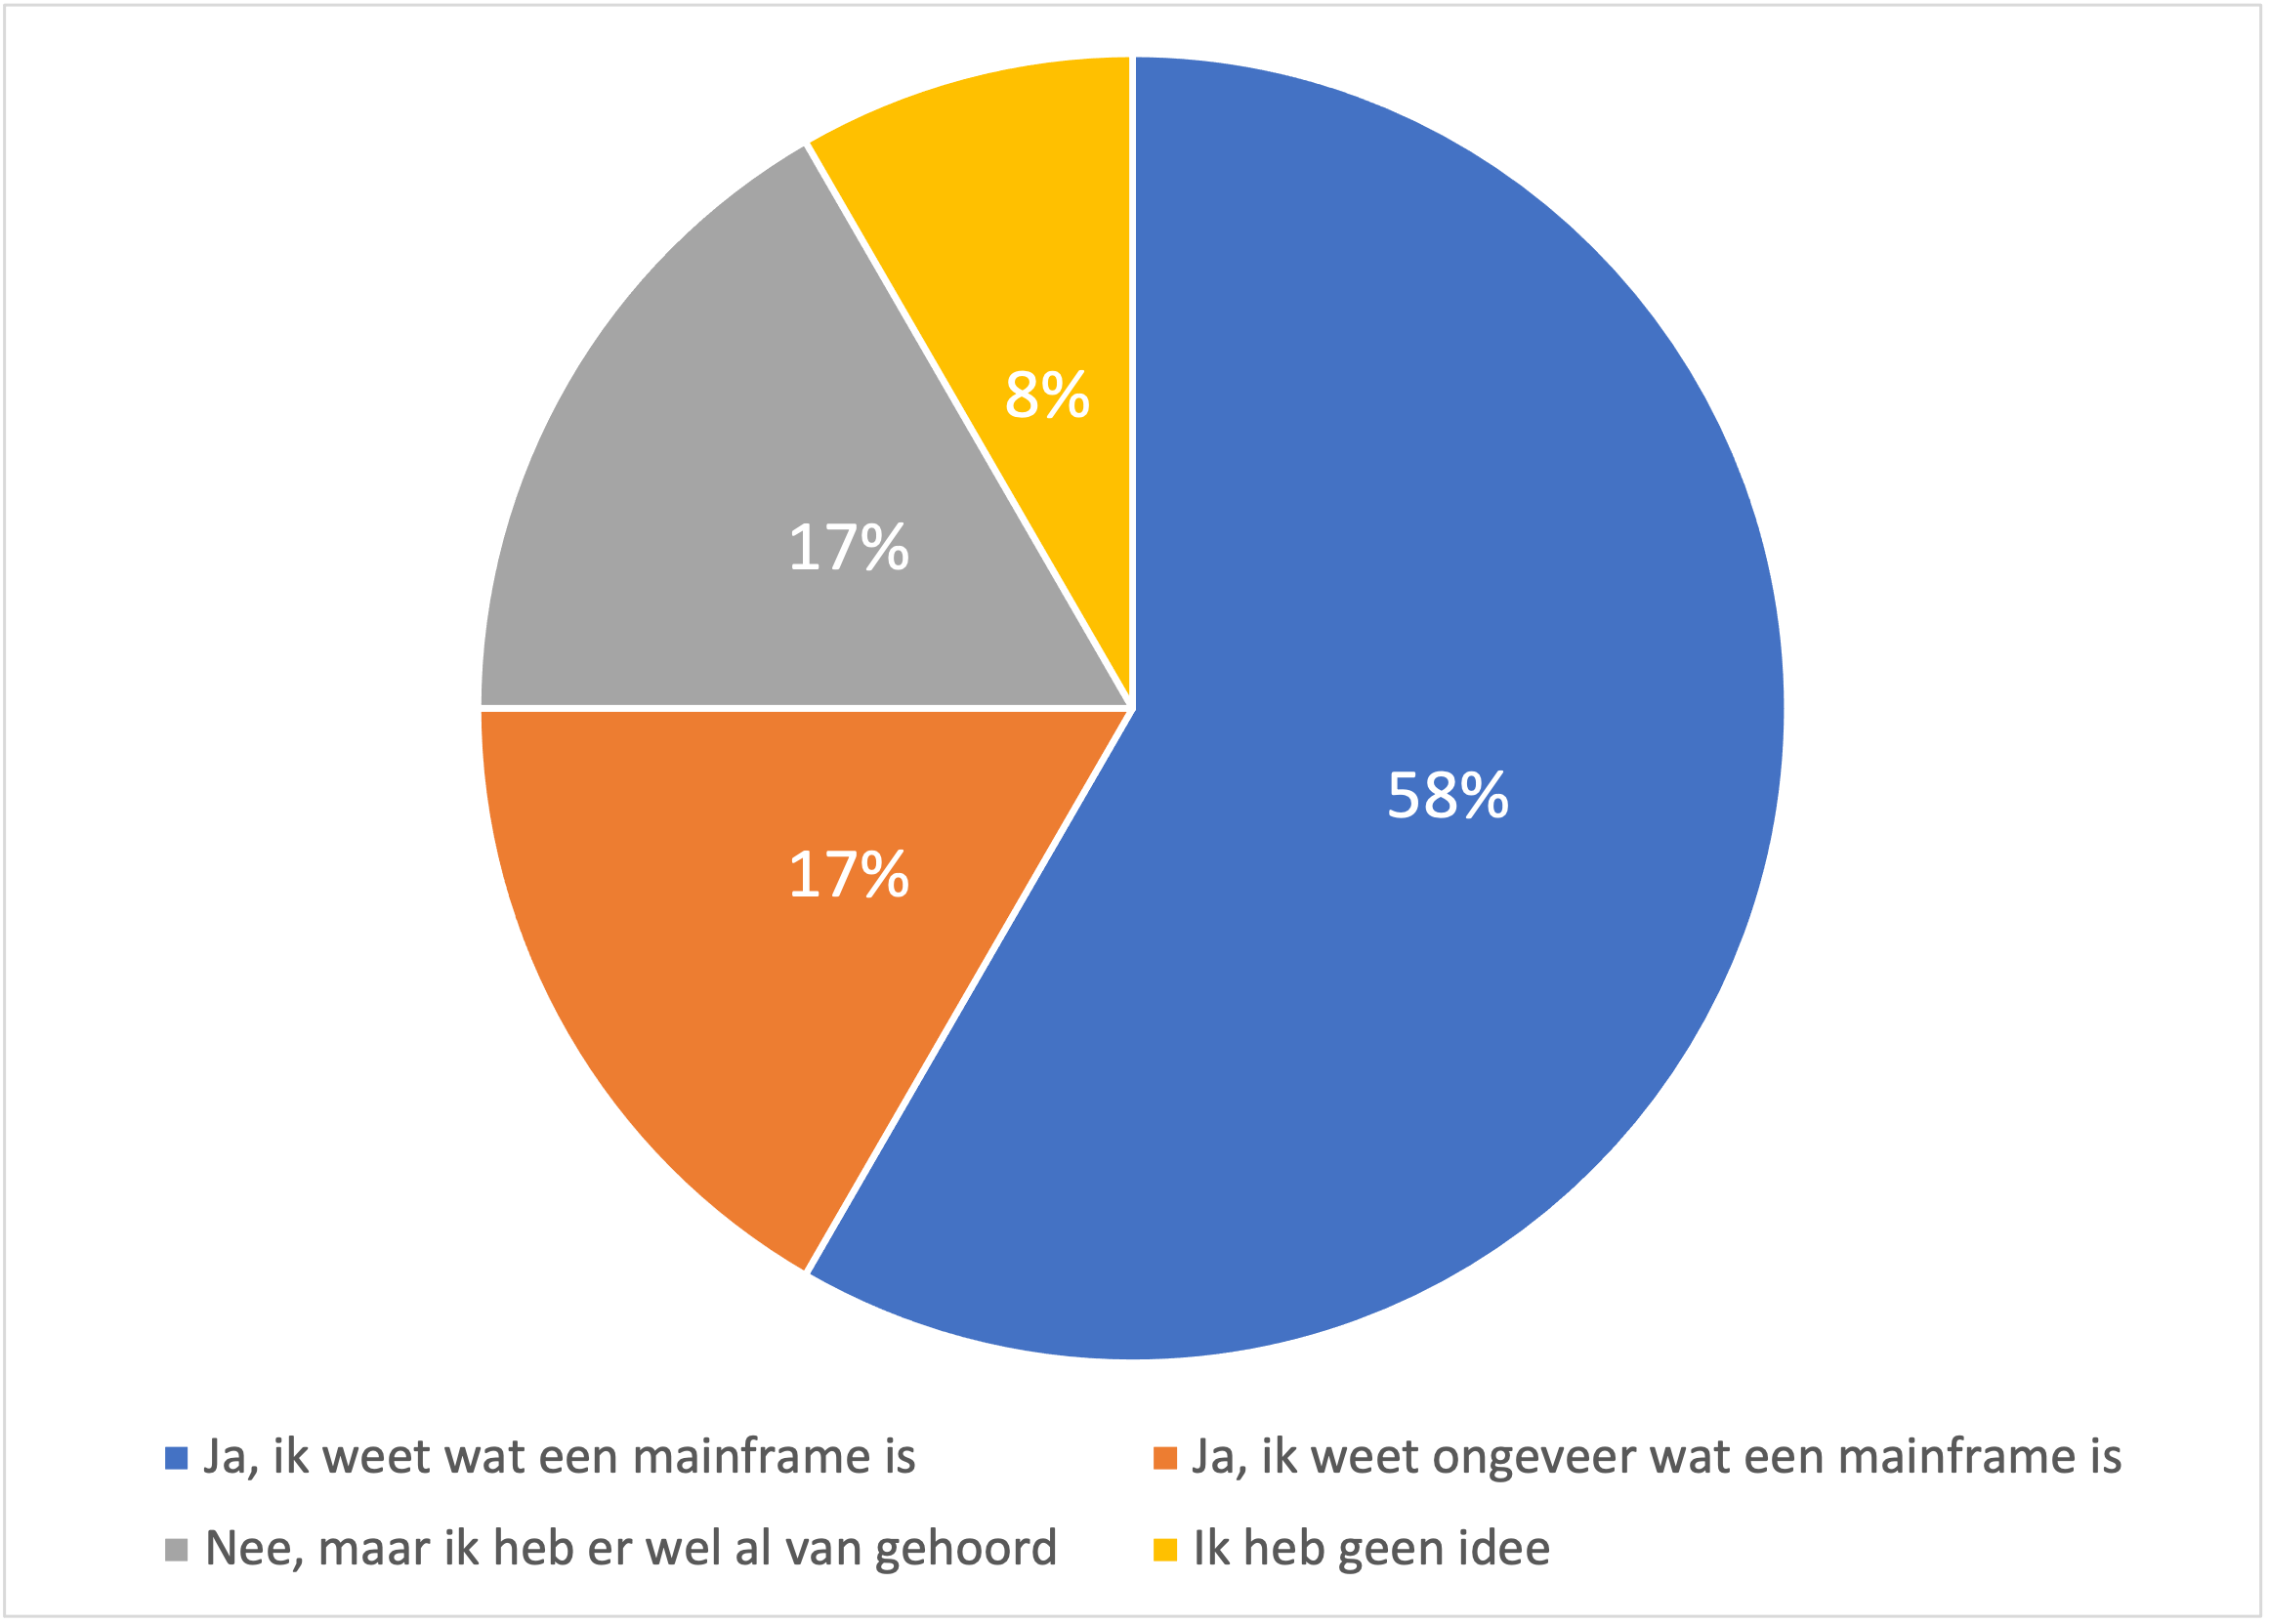 8%
17%
58%
17%
Ja, ik weet wat een mainframe is
Ja, ik weet ongeveer wat een mainframe is
Nee, maar ik heb er wel al van gehoord
Ik heb geen idee